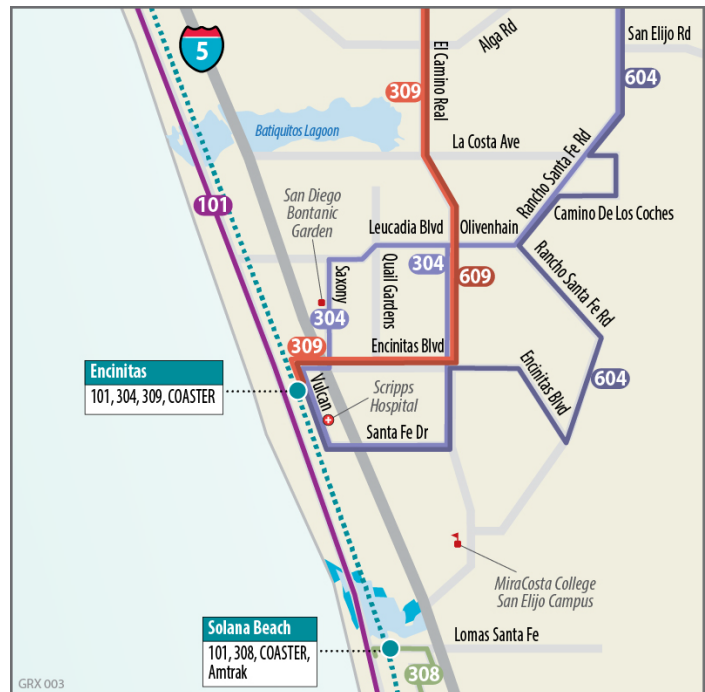 5
Alga Rd
San Elijo Rd
El Camino Real
309
604
Batiquitos Lagoon
La Costa Ave
Rancho Santa Fe Rd
101
San Diego
Bontanic
Garden
Leucadia Blvd
Olivenhain
Camino De Los Coches
304
609
Rancho Santa Fe Rd
Saxony
Quail Gardens
304
309
Encinitas Blvd
Encinitas
101, 304, 309, COASTER
Vulcan
Scripps
Hospital
Encinitas Blvd
604
Santa Fe Dr
MiraCosta College
San Elijo Campus
Solana Beach
101, 308, COASTER,
Amtrak
Lomas Santa Fe
308
GRX 003